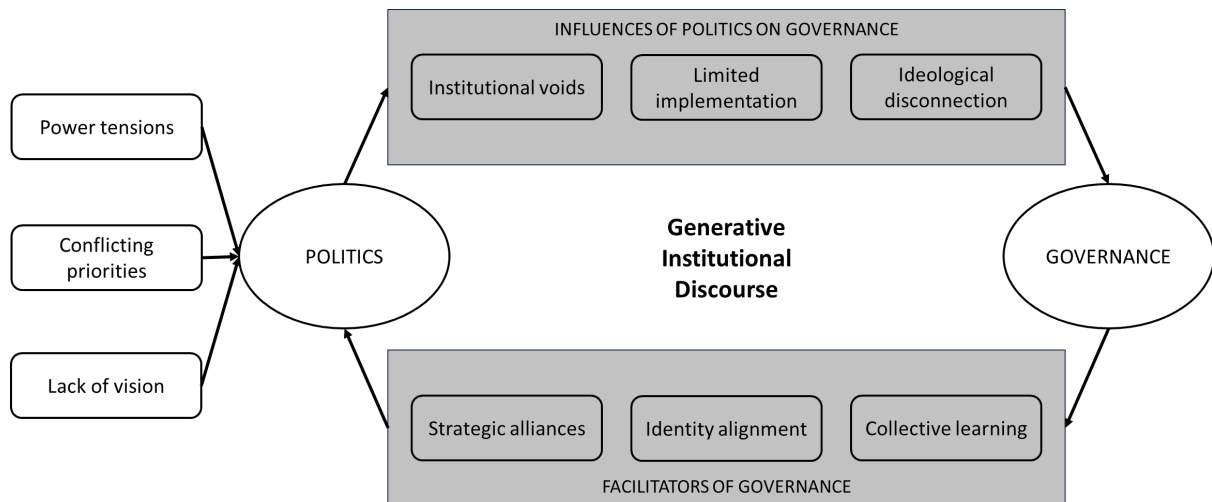 INFLUENCES OF POLITICS ON GOVERNANCE
Institutional voids
Limited
implementation
Ideological
disconnection
Power tensions
Conflicting
priorities
Lack of vision
POLITICS
Generative
Institutional
Discourse
GOVERNANCE
Strategic alliances
Identity alignment
Collective learning
FACILITATORS OF GOVERNANCE